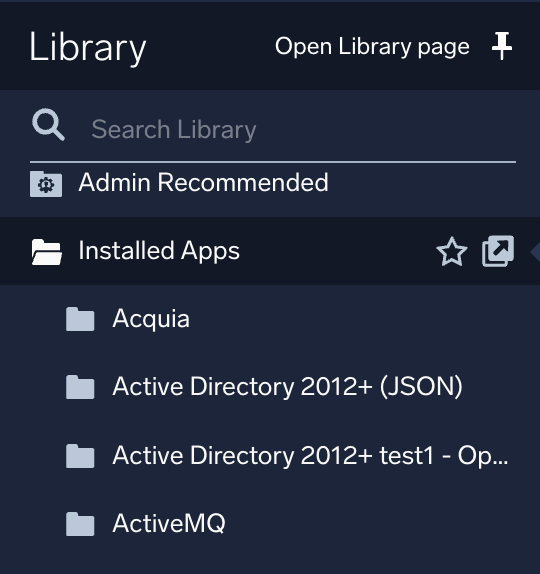 Library Open Library page
Search Library
Admin Recommended
Installed Apps
Acquia
Active Directory 2012+ (JSON)
Active Directory 2012+ test1 - Op...
ActiveMQ